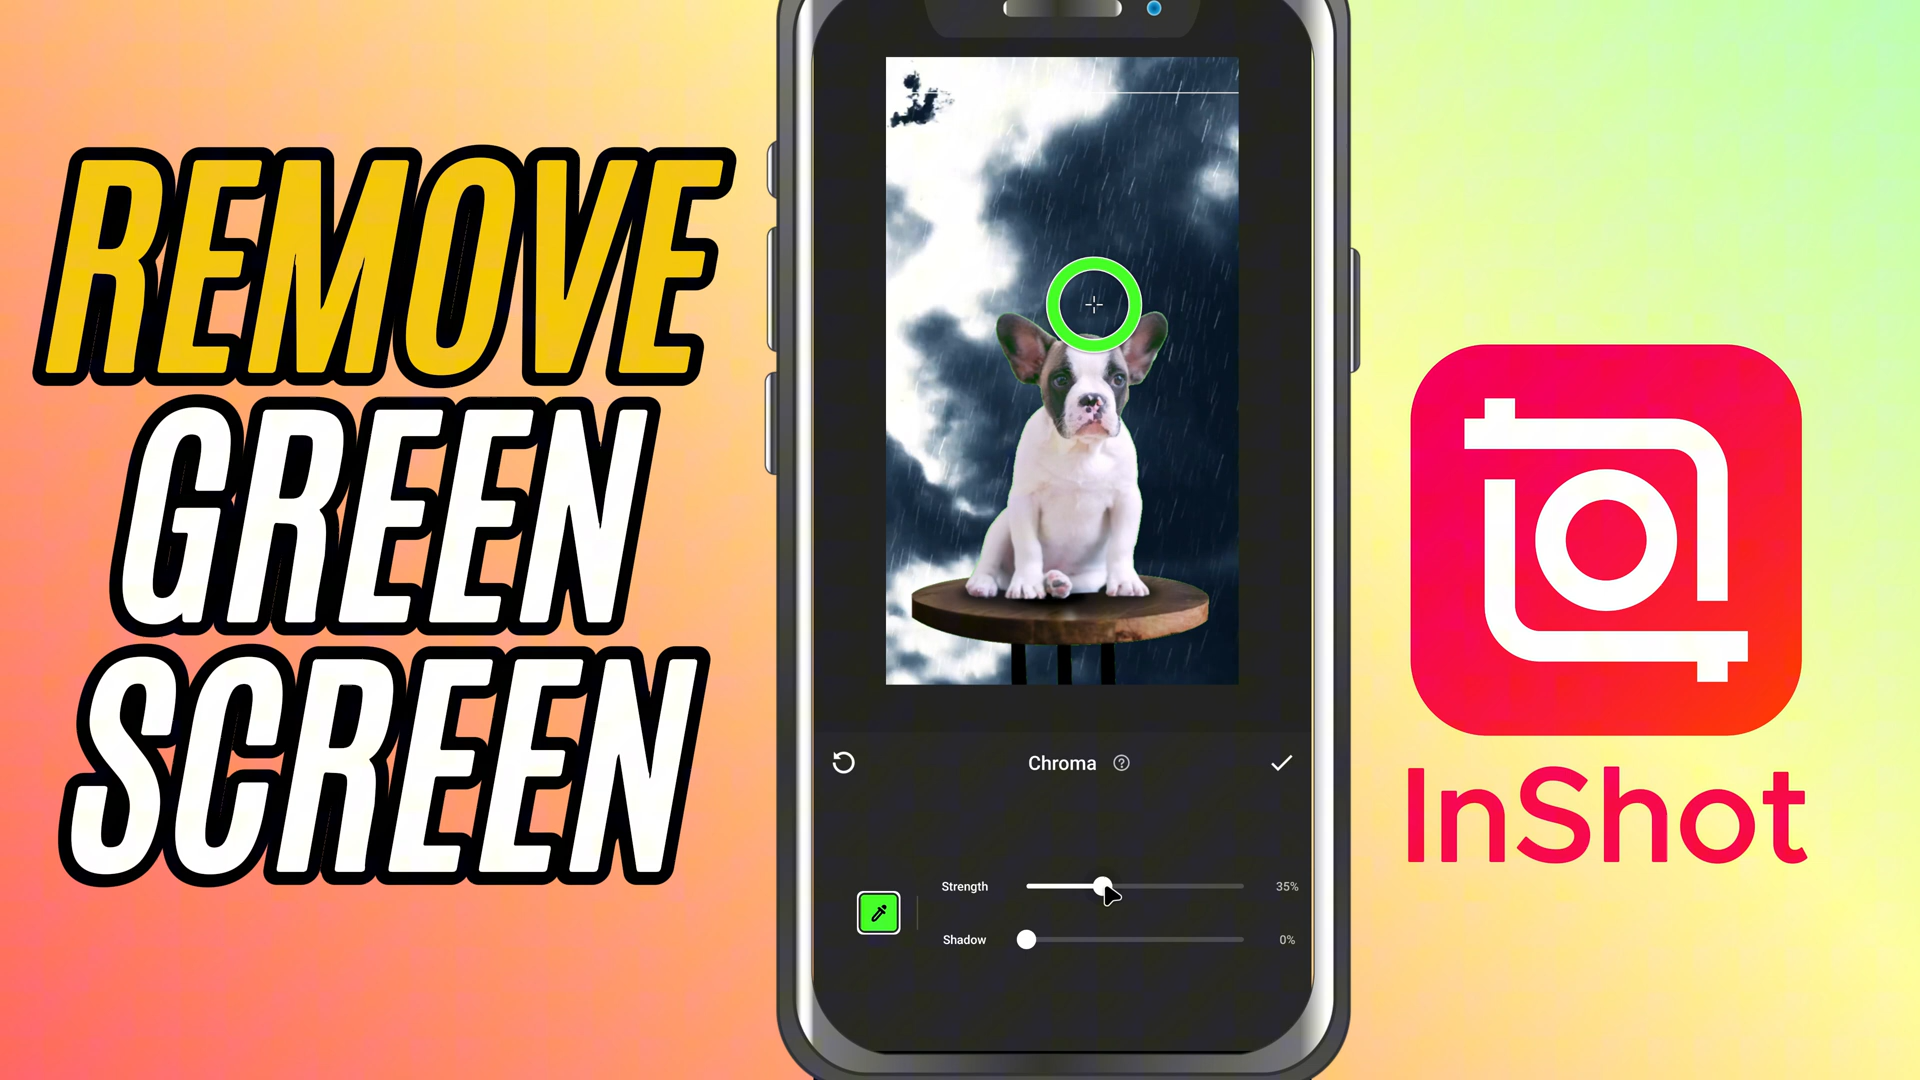 REMOVE
GREEN
SCREEN
Chroma ?
Strength 35%
Shadow 0%
InShot